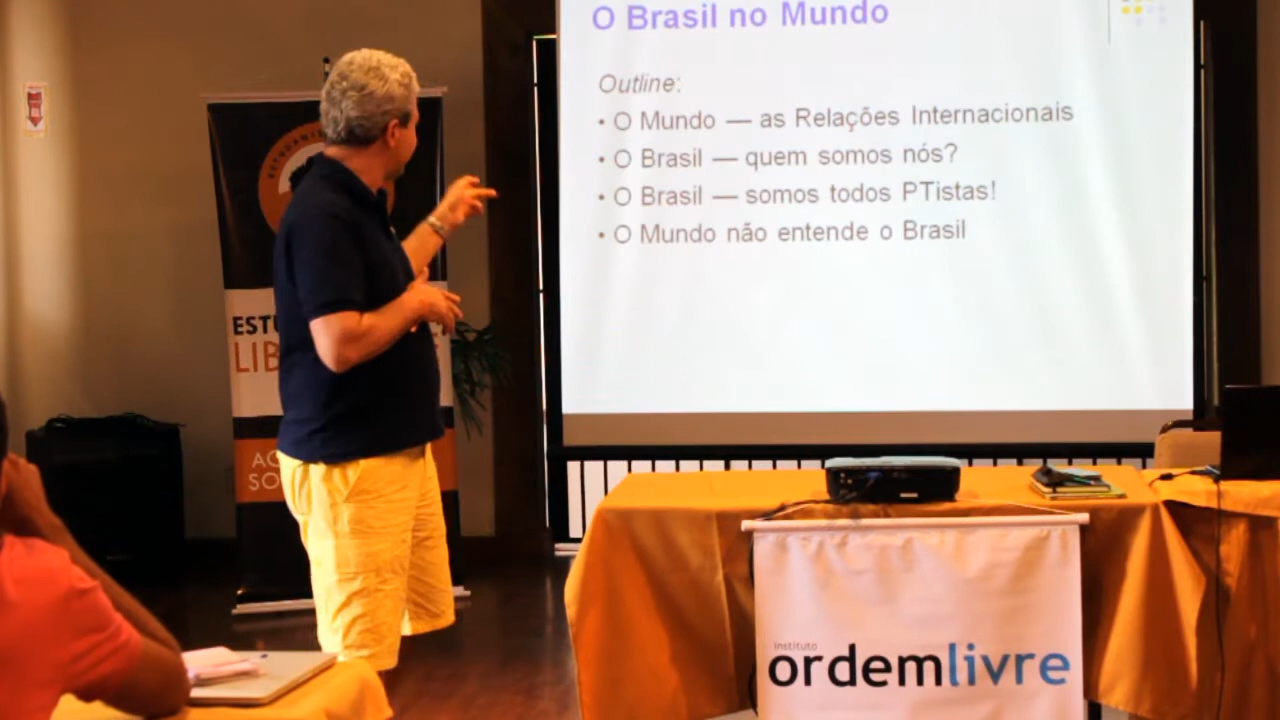 O Brasil no Mundo
Outline:
• O Mundo — as Relações Internacionais
• O Brasil — quem somos nós?
• O Brasil — somos todos PTistas!
• O Mundo não entende o Brasil
instituto
ordemlivre